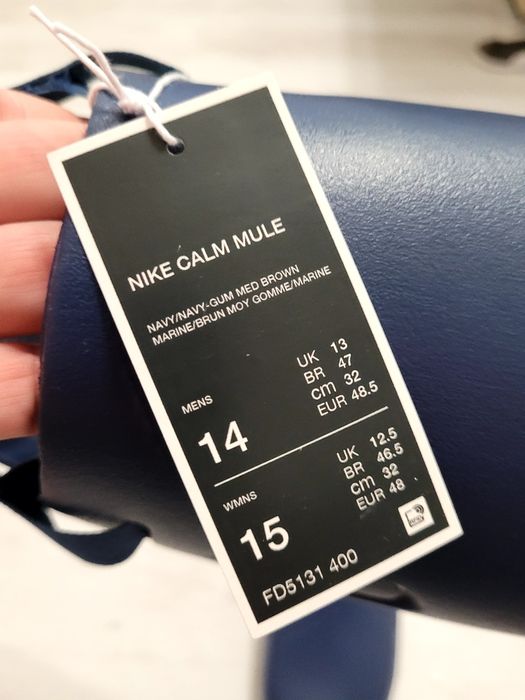 NIKE CALM MULE
NAVY/NAVY-GUM MED BROWN
MARINE/BRUN MOY GOMME/MARINE
MENS
14
UK 13
BR 47
cm 32
EUR 48.5
WMNS
15
UK 12.5
BR 46.5
cm 32
EUR 48
FD5131 400